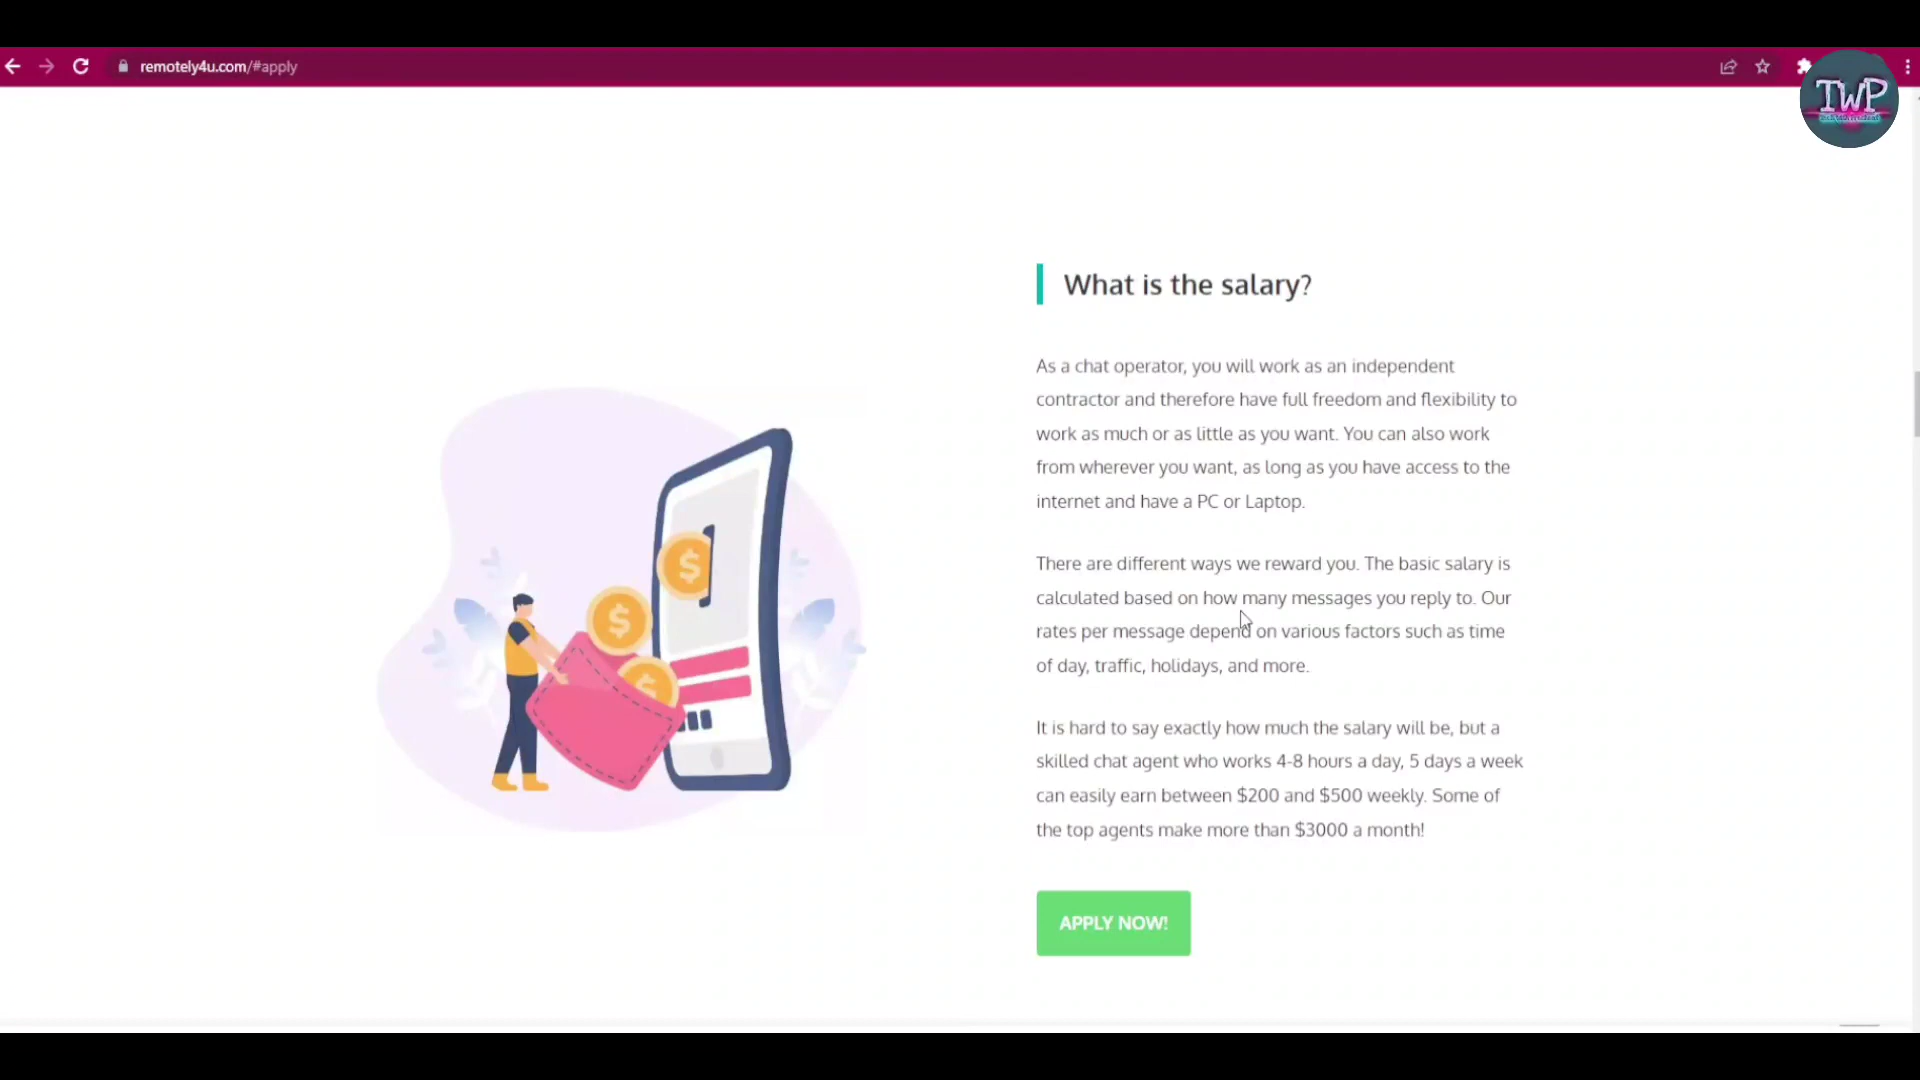 remotely4u.com/#apply
TWP
What is the salary?
As a chat operator, you will work as an independent
contractor and therefore have full freedom and flexibility to
work as much or as little as you want. You can also work
from wherever you want, as long as you have access to the
internet and have a PC or Laptop.
There are different ways we reward you. The basic salary is
calculated based on how many messages you reply to. Our
rates per message depend on various factors such as time
of day, traffic, holidays, and more.
It is hard to say exactly how much the salary will be, but a
skilled chat agent who works 4-8 hours a day, 5 days a week
can easily earn between $200 and $500 weekly. Some of
the top agents make more than $3000 a month!
$
$
$
APPLY NOW!